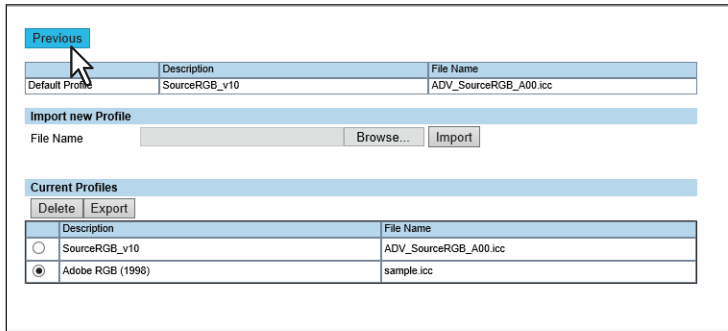 Previous
Description File Name
Default Profile SourceRGB_v10 ADV_SourceRGB_A00.icc
Import new Profile
File Name Browse... Import
Current Profiles
Delete Export
Description File Name
SourceRGB_v10 ADV_SourceRGB_A00.icc
Adobe RGB (1998) sample.icc